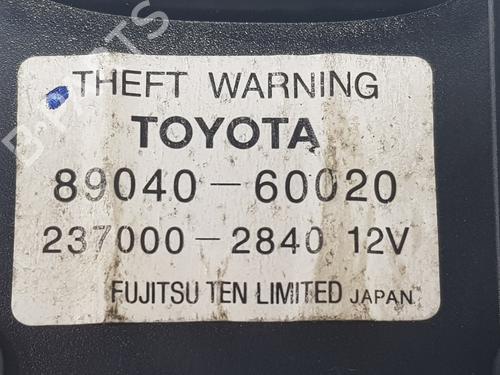 THEFT WARNING
TOYOTA
89040-60020
237000-2840 12V
FUJITSU TEN LIMITED JAPAN